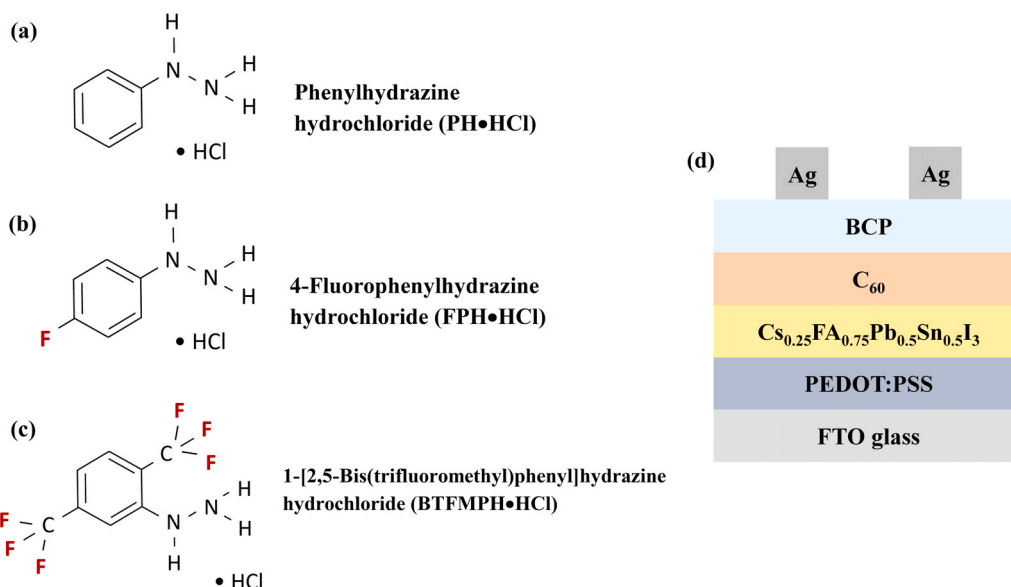 (a)
H
N
N
H
H
• HCl
Phenylhydrazine
hydrochloride (PH●HCl)
(b)
H
N
N
H
H
F
• HCl
4-Fluorophenylhydrazine
hydrochloride (FPH●HCl)
(c)
F
F
F
C
F
F
F
C
N
H
N
H
H
• HCl
1-[2,5-Bis(trifluoromethyl)phenyl]hydrazine
hydrochloride (BTFMPH●HCl)
(d)
Ag
Ag
BCP
C₆₀
Cs₀.₂₅FA₀.₇₅Pb₀.₅Sn₀.₅I₃
PEDOT:PSS
FTO glass